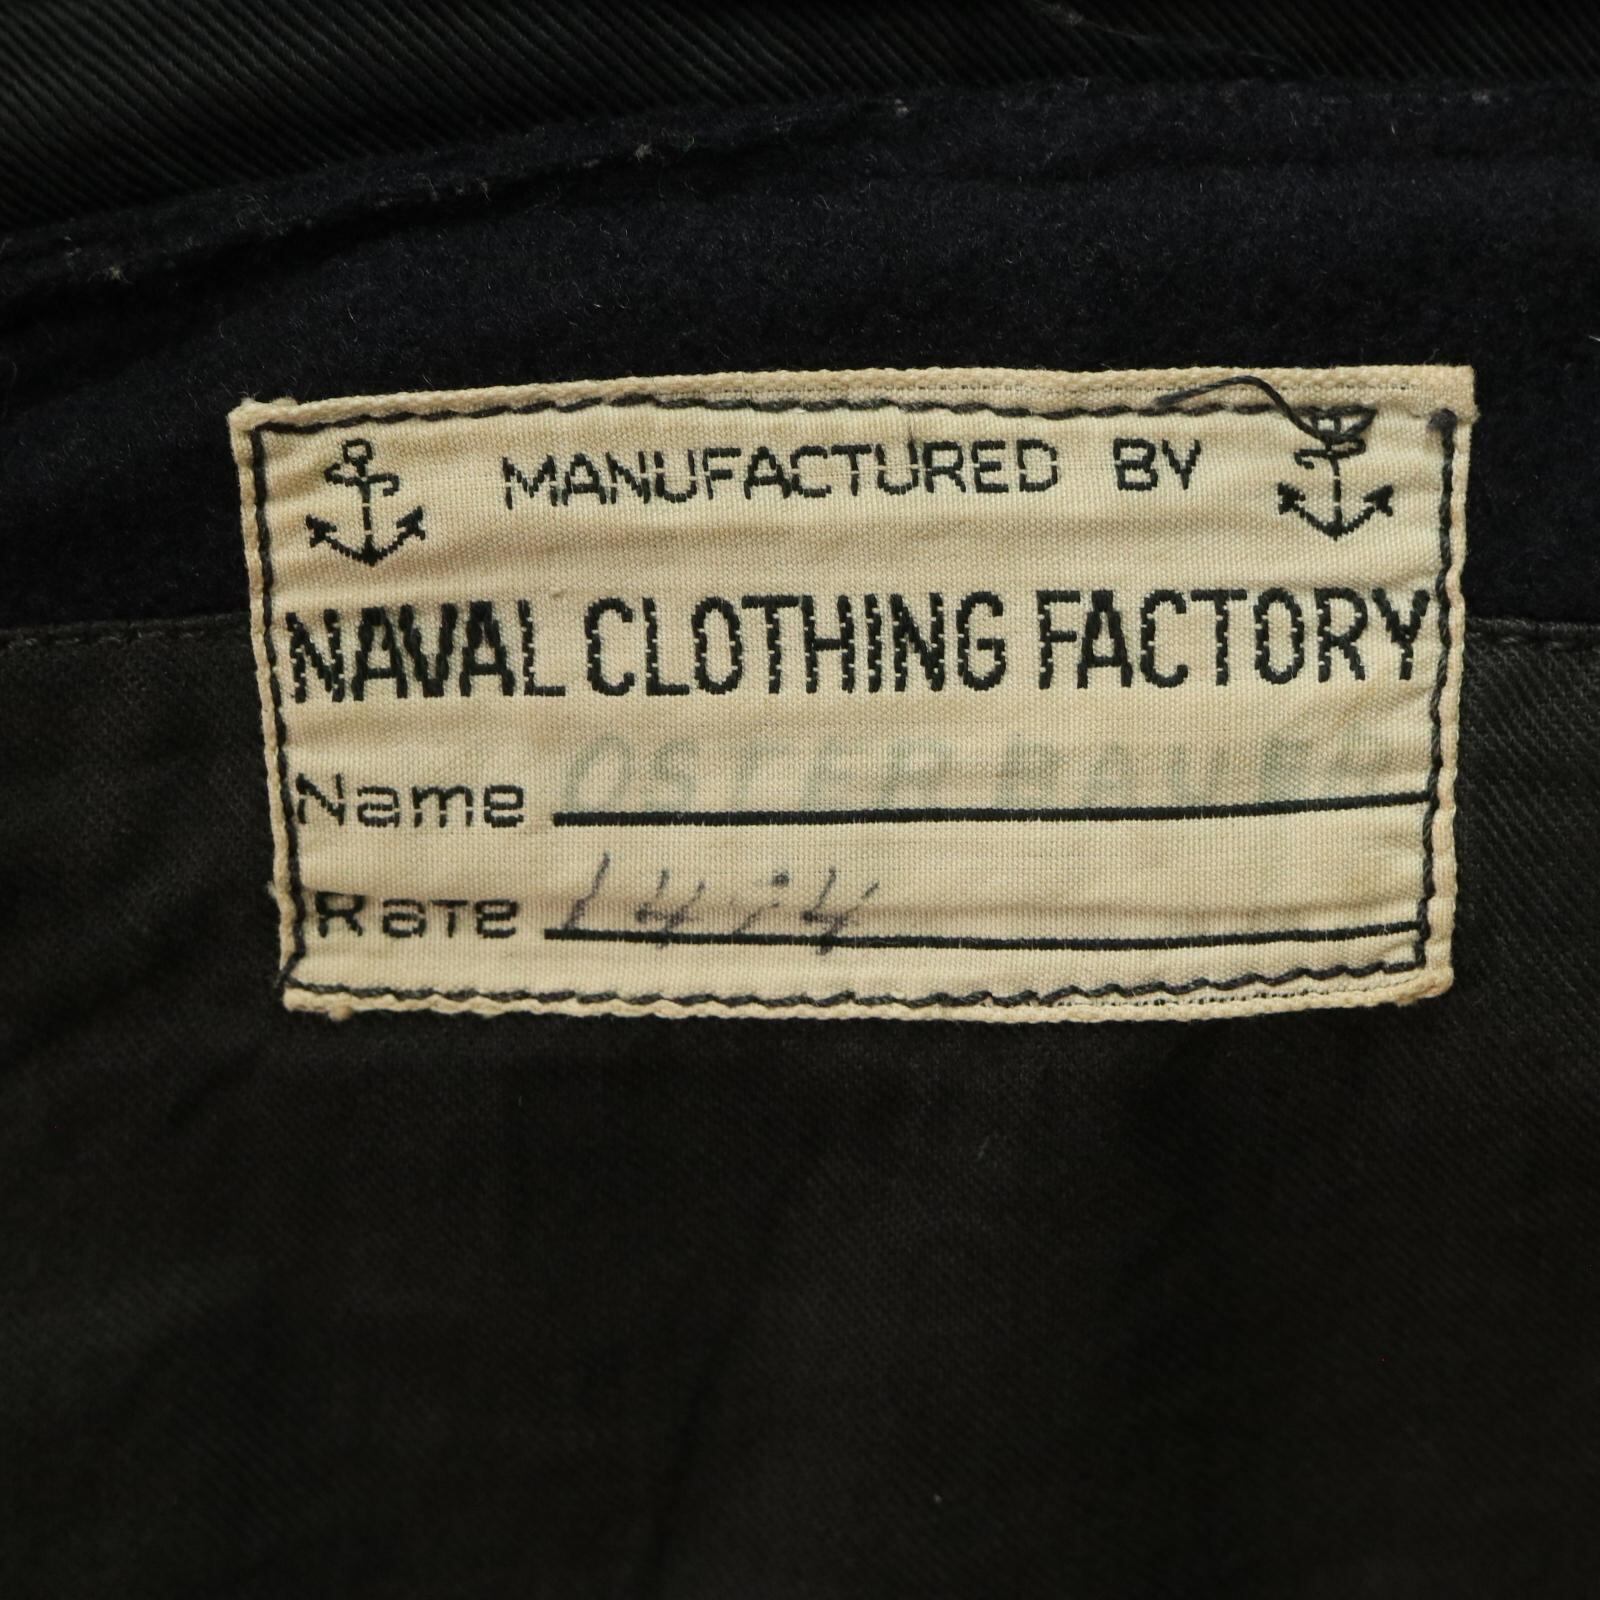 MANUFACTURED BY
NAVAL CLOTHING FACTORY
Name
Rate